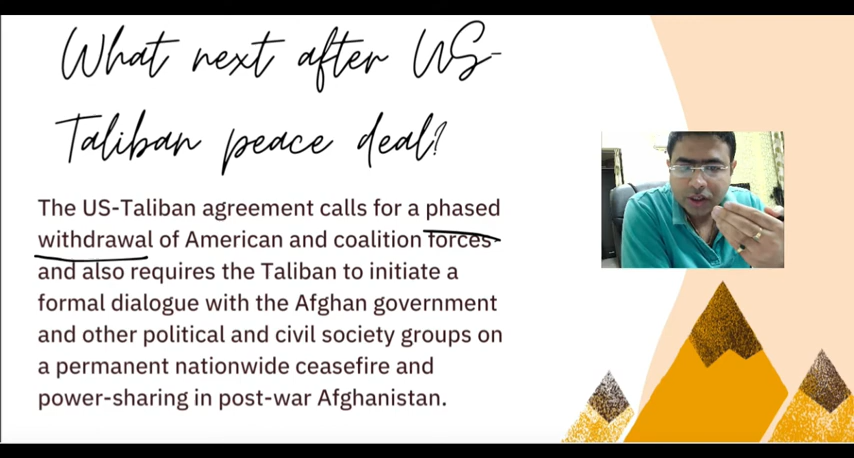 What next after US-
Taliban peace deal?
The US-Taliban agreement calls for a phased
withdrawal of American and coalition forces
and also requires the Taliban to initiate a
formal dialogue with the Afghan government
and other political and civil society groups on
a permanent nationwide ceasefire and
power-sharing in post-war Afghanistan.